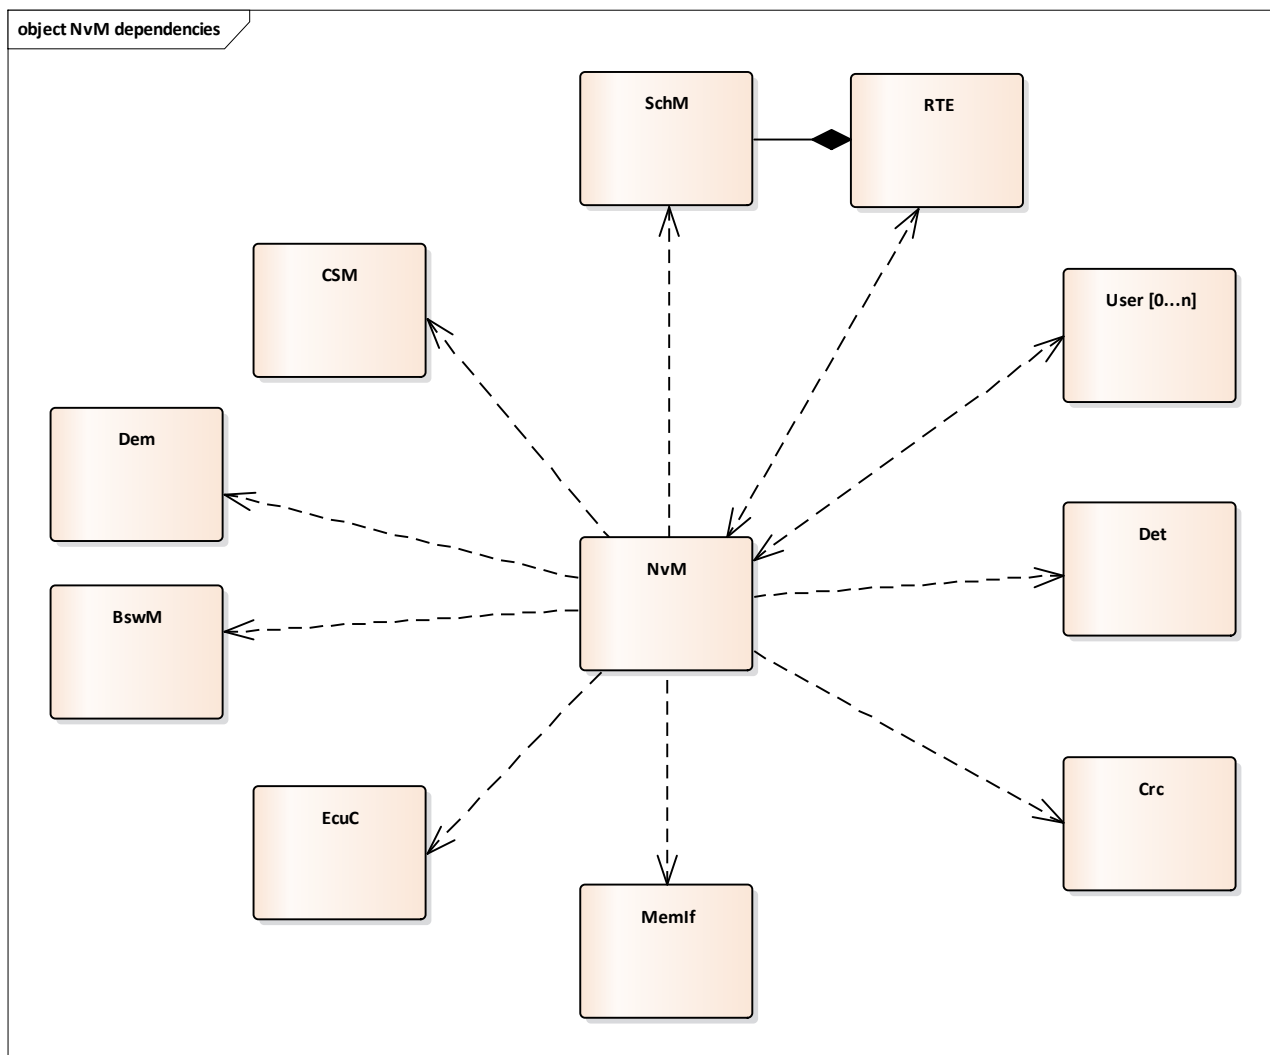 object NvM dependencies
SchM
RTE
CSM
User [0...n]
Dem
Det
NvM
BswM
Crc
EcuC
MemIf